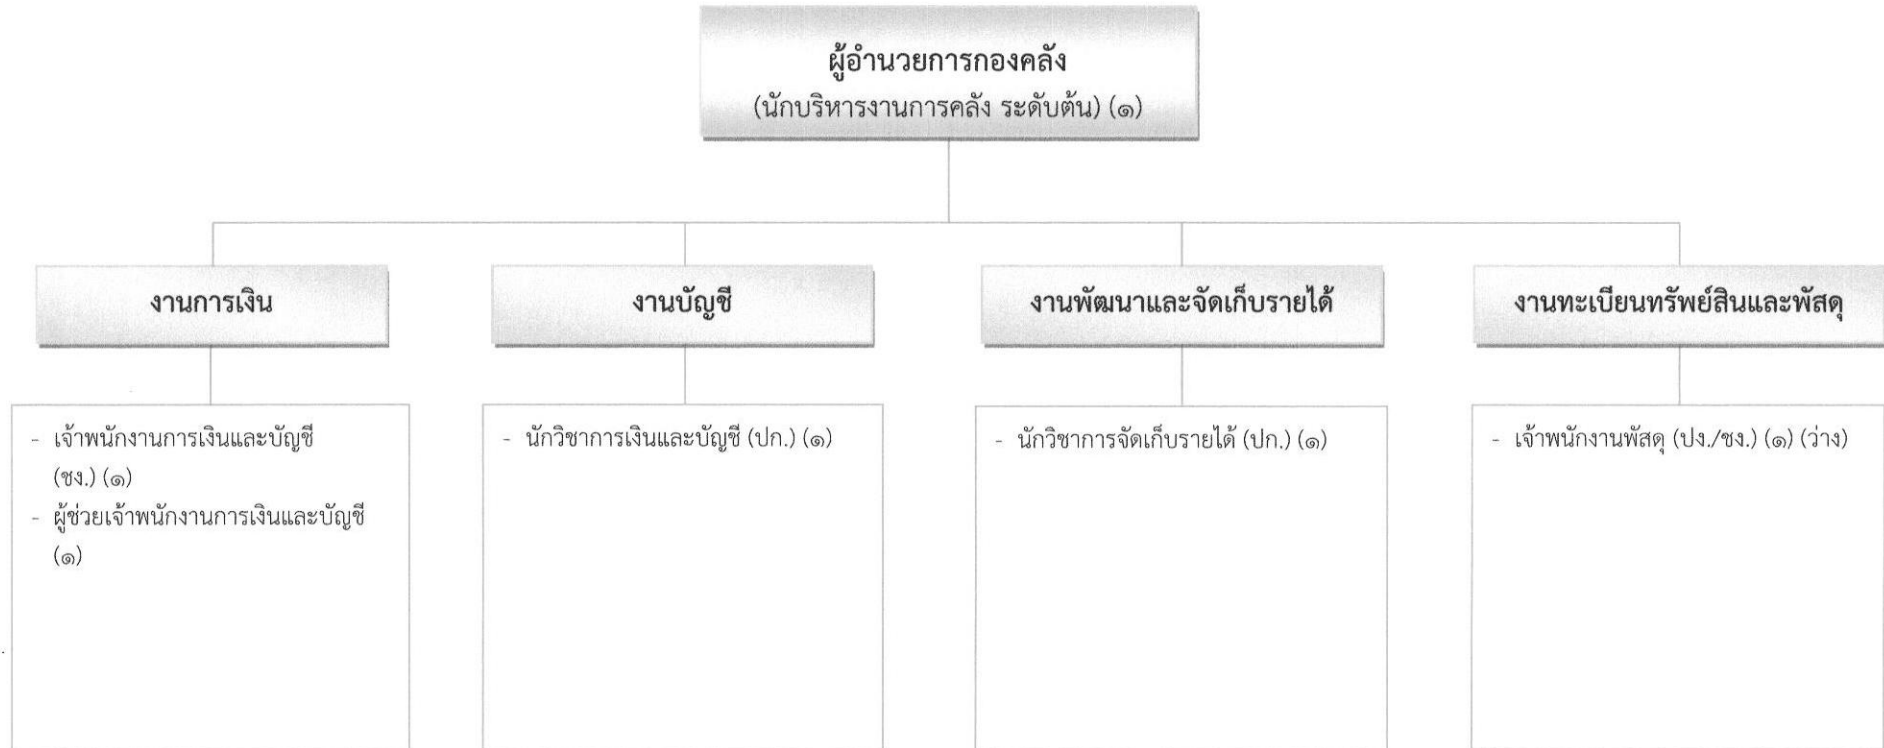 ผู้อำนวยการกองคลัง
(นักบริหารงานการคลัง ระดับต้น) (๑)
งานการเงิน
งานบัญชี
งานพัฒนาและจัดเก็บรายได้
งานทะเบียนทรัพย์สินและพัสดุ
- เจ้าพนักงานการเงินและบัญชี
(ชง.) (๑)
- ผู้ช่วยเจ้าพนักงานการเงินและบัญชี
(๑)
- นักวิชาการเงินและบัญชี (ปก.) (๑)
- นักวิชาการจัดเก็บรายได้ (ปก.) (๑)
- เจ้าพนักงานพัสดุ (ปง./ชง.) (๑) (ว่าง)